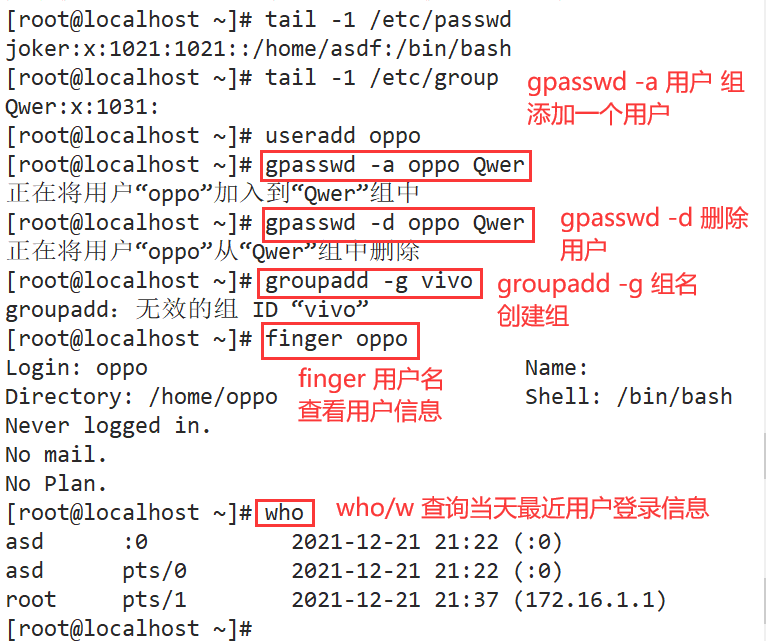 [root@localhost ~]# tail -1 /etc/passwd
joker:x:1021:1021::/home/asdf:/bin/bash
[root@localhost ~]# tail -1 /etc/group
Qwer:x:1031:
gpasswd -a 用户 组
添加一个用户
[root@localhost ~]# useradd oppo
[root@localhost ~]# gpasswd -a oppo Qwer
正在将用户“oppo”加入到“Qwer”组中
[root@localhost ~]# gpasswd -d oppo Qwer
正在将用户“oppo”从“Qwer”组中删除
gpasswd -d 删除
用户
[root@localhost ~]# groupadd -g vivo
groupadd：无效的组 ID “vivo”
groupadd -g 组名
创建组
[root@localhost ~]# finger oppo
Login: oppo Name:
Directory: /home/oppo Shell: /bin/bash
Never logged in.
No mail.
No Plan.
finger 用户名
查看用户信息
[root@localhost ~]# who
who/w 查询当天最近用户登录信息
asd :0 2021-12-21 21:22 (:0)
asd pts/0 2021-12-21 21:22 (:0)
root pts/1 2021-12-21 21:37 (172.16.1.1)
[root@localhost ~]#